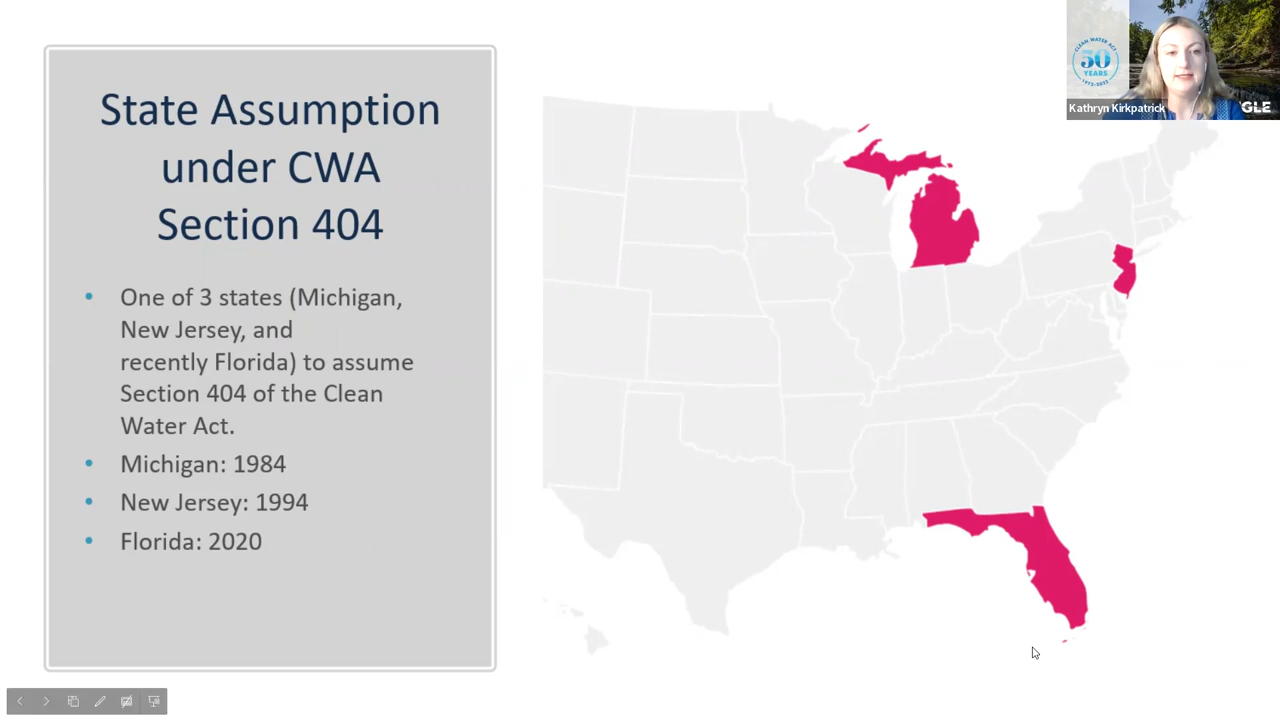 State Assumption
under CWA
Section 404
• One of 3 states (Michigan,
New Jersey, and
recently Florida) to assume
Section 404 of the Clean
Water Act.
• Michigan: 1984
• New Jersey: 1994
• Florida: 2020
CLEAN WATER ACT
50
YEARS
1972-2022
Kathryn Kirkpatrick
GLE